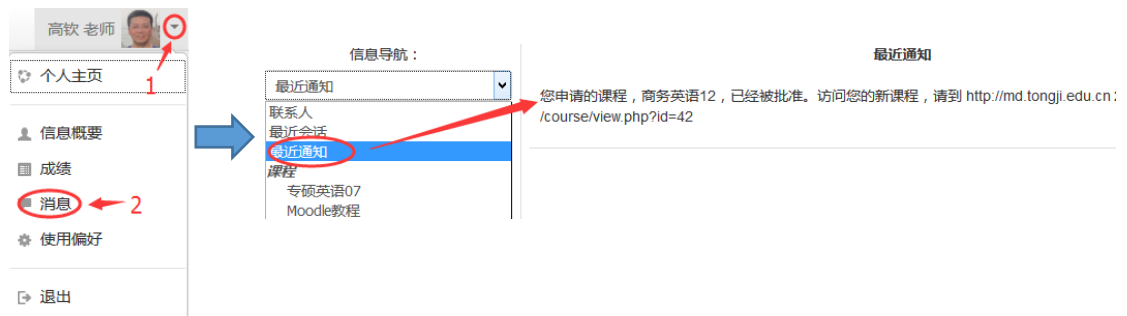 高钦 老师
1
个人主页
信息概要
成绩
消息
2
使用偏好
退出
信息导航：
最近通知
联系人
最近会话
最近通知
课程
专硕英语07
Moodle教程
最近通知
您申请的课程，商务英语12，已经被批准。访问您的新课程，请到 http://md.tongji.edu.cn
/course/view.php?id=42